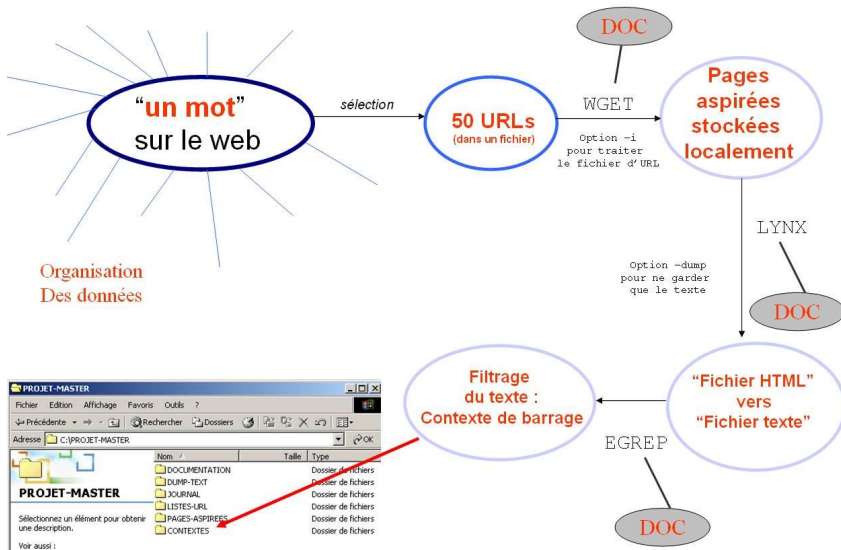 “un mot”
sur le web
sélection
50 URLs
(dans un fichier)
DOC
WGET
Option –i
pour traiter
le fichier d’URL
Pages
aspirées
stockées
localement
LYNX
Option –dump
pour ne garder
que le texte
DOC
Organisation
Des données
“Fichier HTML”
vers
“Fichier texte”
EGREP
DOC
Filtrage
du texte :
Contexte de barrage
PROJET-MASTER
Fichier Edition Affichage Favoris Outils ?
Précédente Rechercher Dossiers
Adresse C:\PROJET-MASTER OK
Nom Taille Type
DOCUMENTATION Dossier de fichiers
DUMP-TEXT Dossier de fichiers
JOURNAL Dossier de fichiers
LISTES-URL Dossier de fichiers
PAGES-ASPIREES Dossier de fichiers
CONTEXTES Dossier de fichiers
PROJET-MASTER
Sélectionnez un élément pour obtenir
une description.
Voir aussi :